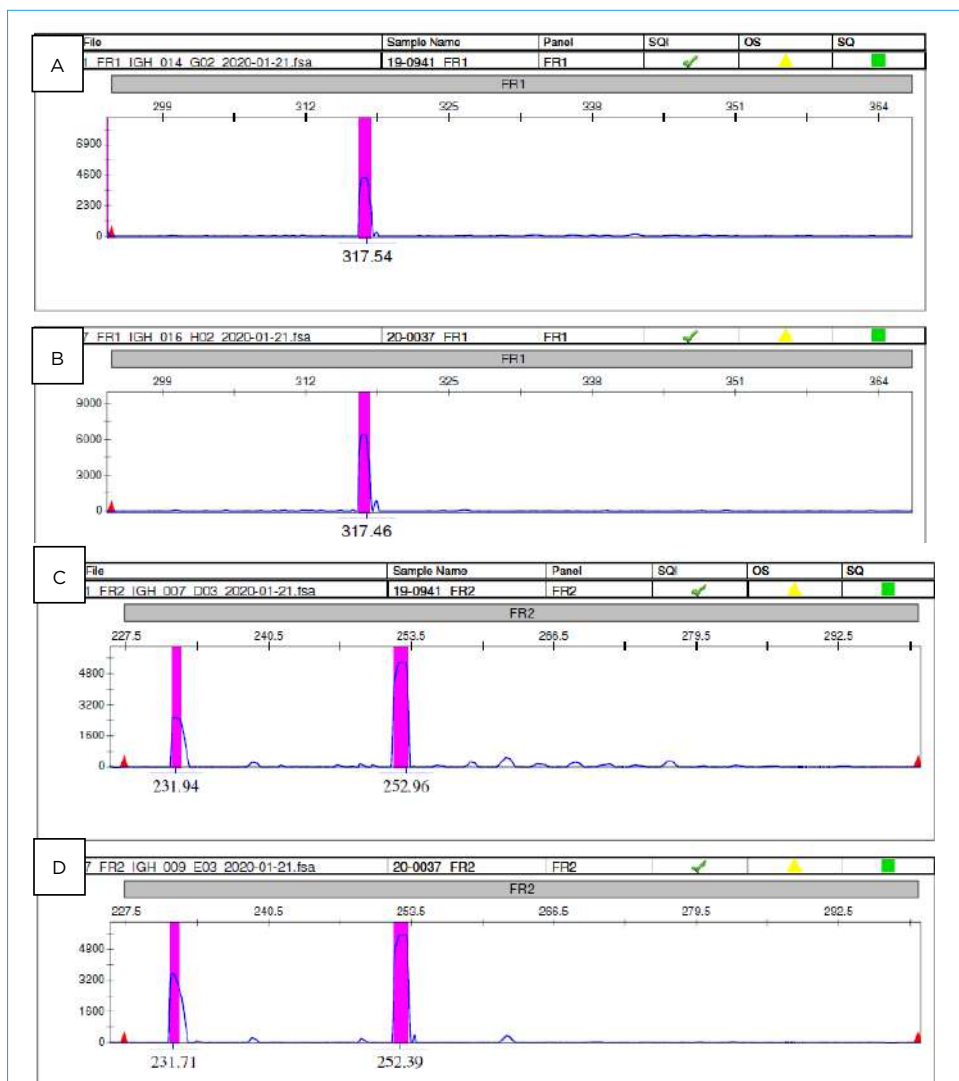 A
File Sample Name Panel SQI OS SQ
1_FR1_IGH_014_G02_2020-01-21.fsa 19-0941_FR1 FR1
FR1
299 312 325 338 351 364
6900
4600
2300
0
317.54
B
7_FR1_IGH_016_H02_2020-01-21.fsa 20-0037_FR1 FR1
FR1
299 312 325 338 351 364
9000
6000
3000
0
317.46
C
File Sample Name Panel SQI OS SQ
1_FR2_IGH_007_D03_2020-01-21.fsa 19-0941_FR2 FR2
FR2
227.5 240.5 253.5 266.5 279.5 292.5
4800
3200
1600
0
231.94 252.96
D
7_FR2_IGH_009_E03_2020-01-21.fsa 20-0037_FR2 FR2
FR2
227.5 240.5 253.5 266.5 279.5 292.5
4800
3200
1600
0
231.71 252.39